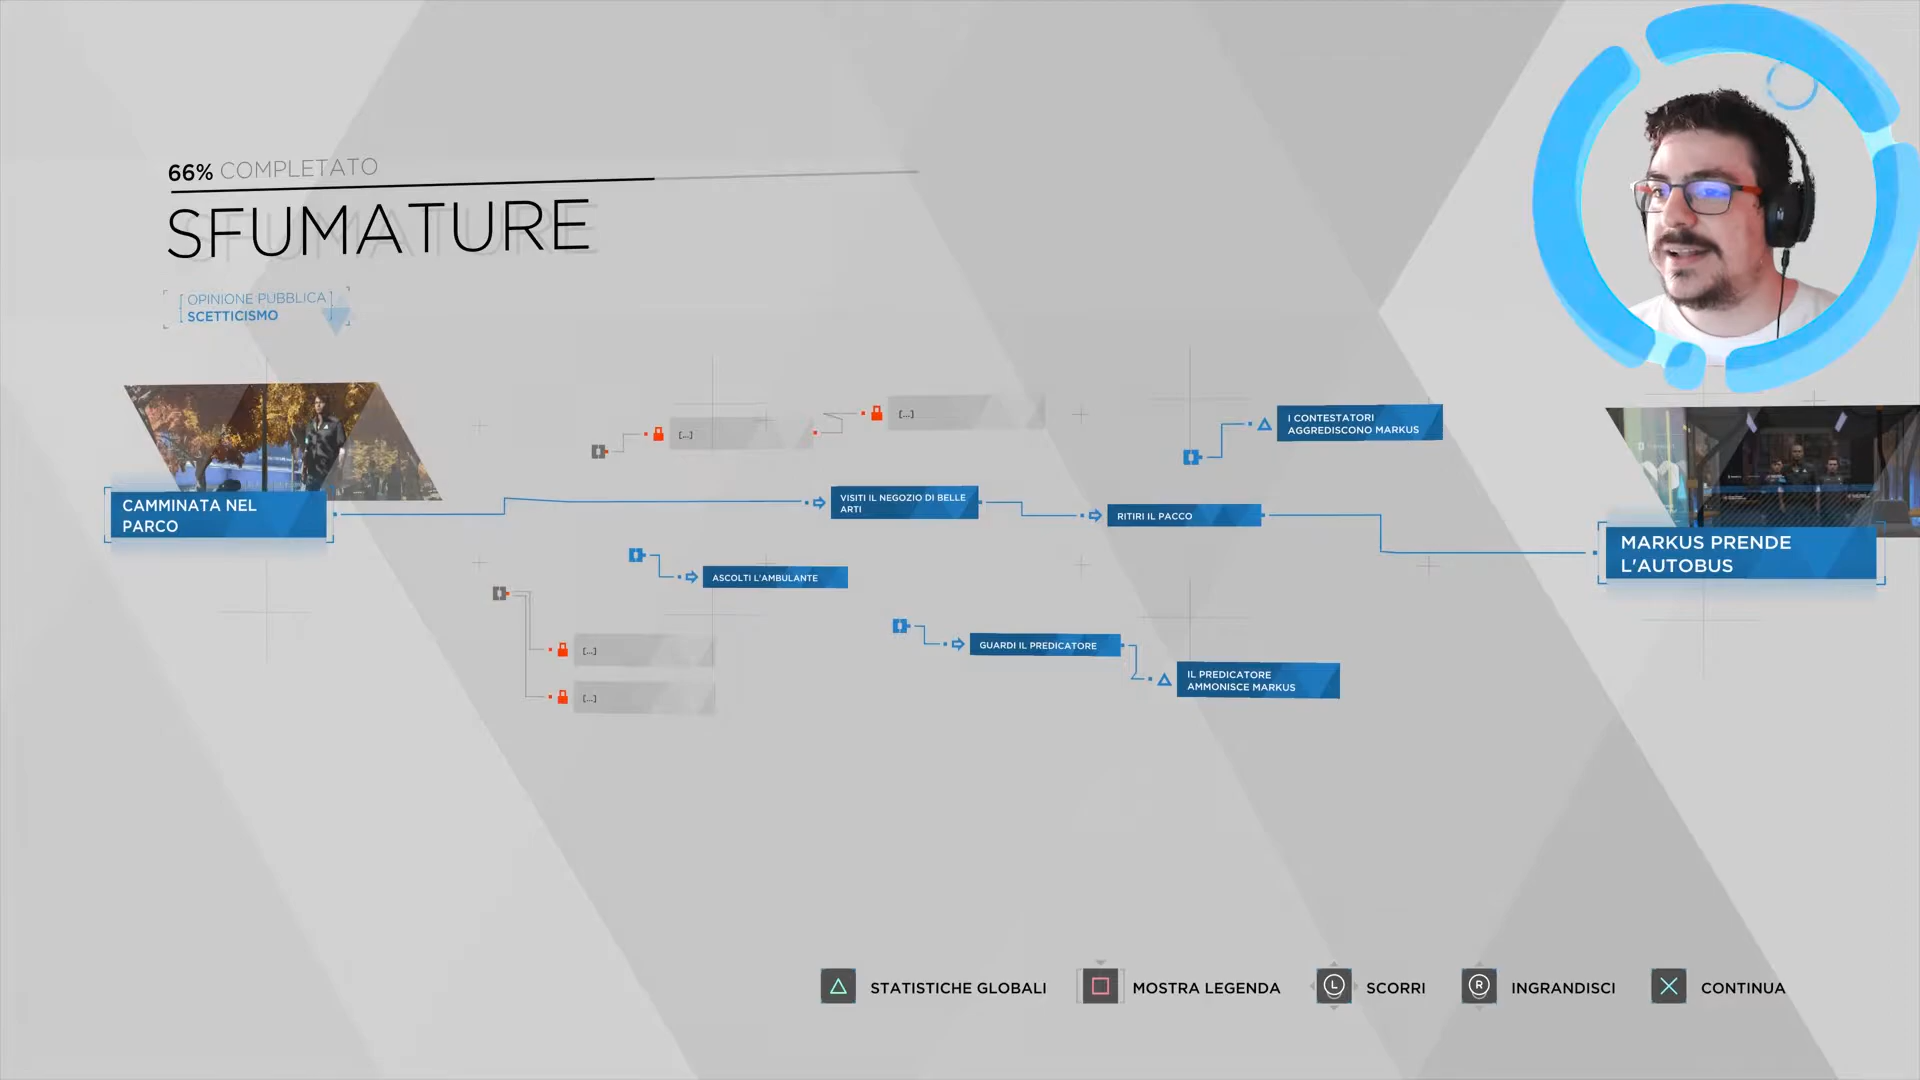 66% COMPLETATO
SFUMATURE
OPINIONE PUBBLICA
SCETTICISMO
CAMMINATA NEL
PARCO
[...]
[...]
VISITI IL NEGOZIO DI BELLE
ARTI
ASCOLTI L'AMBULANTE
[...]
[...]
RITIRI IL PACCO
I CONTESTATORI
AGGREDISCONO MARKUS
GUARDI IL PREDICATORE
IL PREDICATORE
AMMONISCE MARKUS
MARKUS PRENDE
L'AUTOBUS
STATISTICHE GLOBALI
MOSTRA LEGENDA
L SCORRI
R INGRANDISCI
CONTINUA